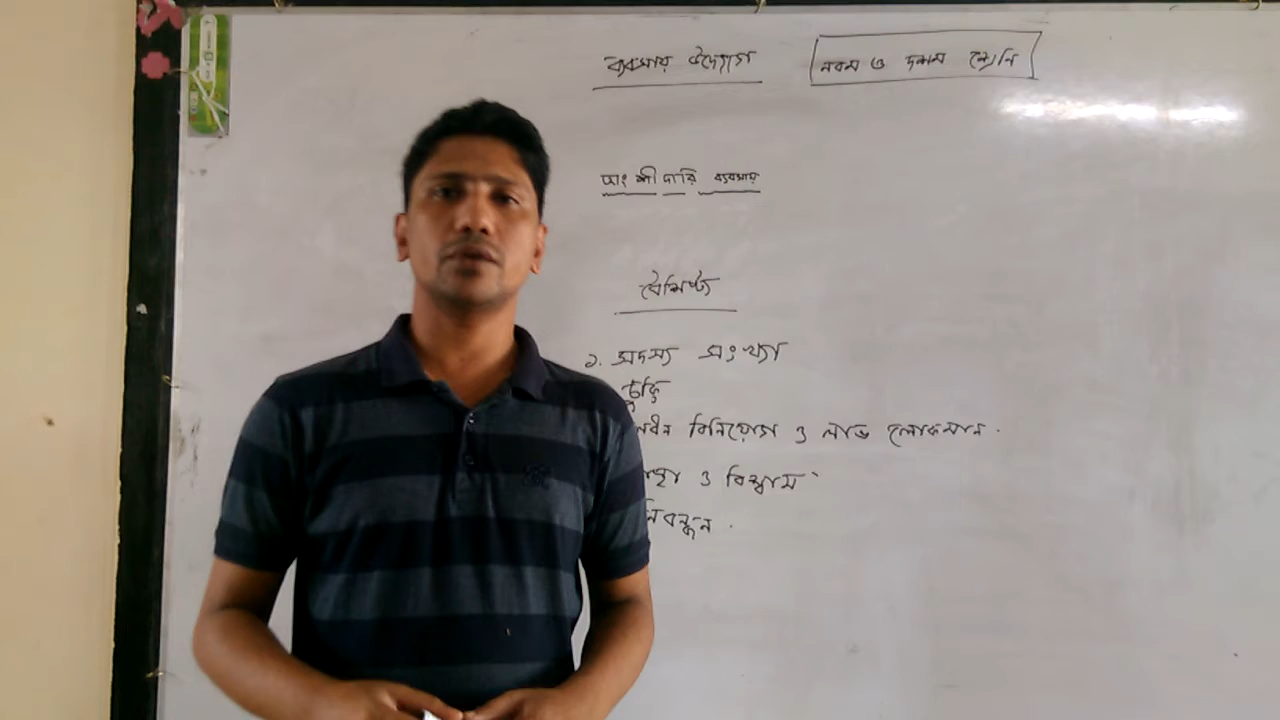 ব্যবসায় উদ্যোগ
নবম ও দশম শ্রেণি
অংশীদারি ব্যবসায়
বৈশিষ্ট্য
১. সদস্য সংখ্যা
চুক্তি
বিনিয়োগ ও লাভ লোকসান.
ও বিশ্বাস
নিবন্ধন.